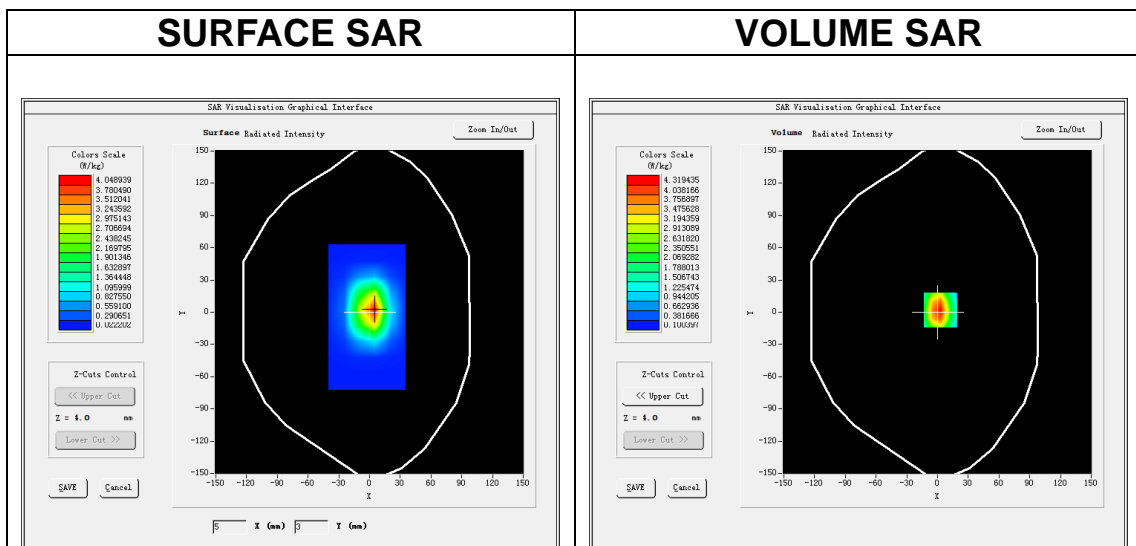 SURFACE SAR
VOLUME SAR
SAR Visualisation Graphical Interface
Surface Radiated Intensity
Zoom In/Out
Colors Scale
(W/kg)
4.048939
3.780490
3.512041
3.243592
2.975143
2.706694
2.438245
2.169795
1.901346
1.632897
1.364448
1.095999
0.827550
0.559100
0.290651
0.022202
Z-Cuts Control
<< Upper Cut
Z = 4.0 mm
Lower Cut >>
SAVE Cancel
150
120
90
60
30
0
-30
-60
-90
-120
-150
Y
-150 -120 -90 -60 -30 0 30 60 90 120 150
X
5 X (mm) 3 Y (mm)
SAR Visualisation Graphical Interface
Volume Radiated Intensity
Zoom In/Out
Colors Scale
(W/kg)
4.319435
4.038166
3.756897
3.475628
3.194359
2.913089
2.631820
2.350551
2.069282
1.788013
1.506743
1.225474
0.944205
0.662936
0.381666
0.100397
Z-Cuts Control
<< Upper Cut
Z = 4.0 mm
Lower Cut >>
SAVE Cancel
150
120
90
60
30
0
-30
-60
-90
-120
-150
Y
-150 -120 -90 -60 -30 0 30 60 90 120 150
X